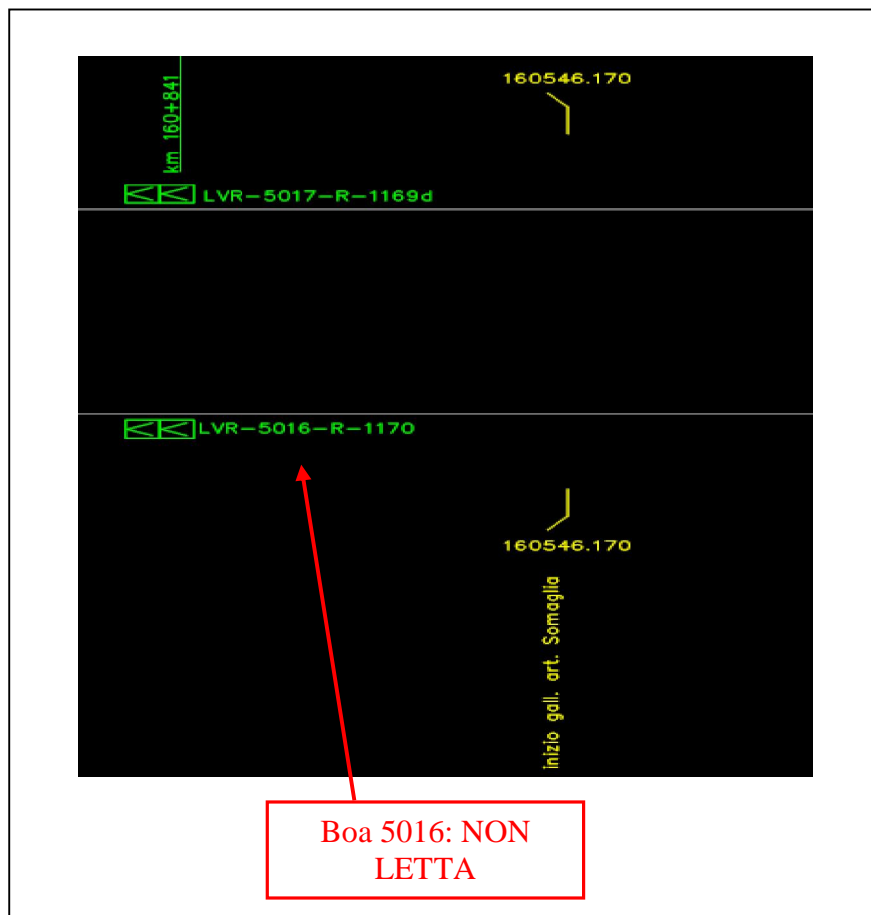 km 160+841
160546.170
LVR-5017-R-1169d
LVR-5016-R-1170
160546.170
inizio gall. art. Somaglia
Boa 5016: NON
LETTA